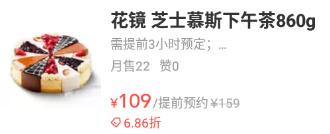 花镜 芝士慕斯下午茶860g
需提前3小时预定；...
月售22 赞0
¥109/提前预约 ¥159
6.86折